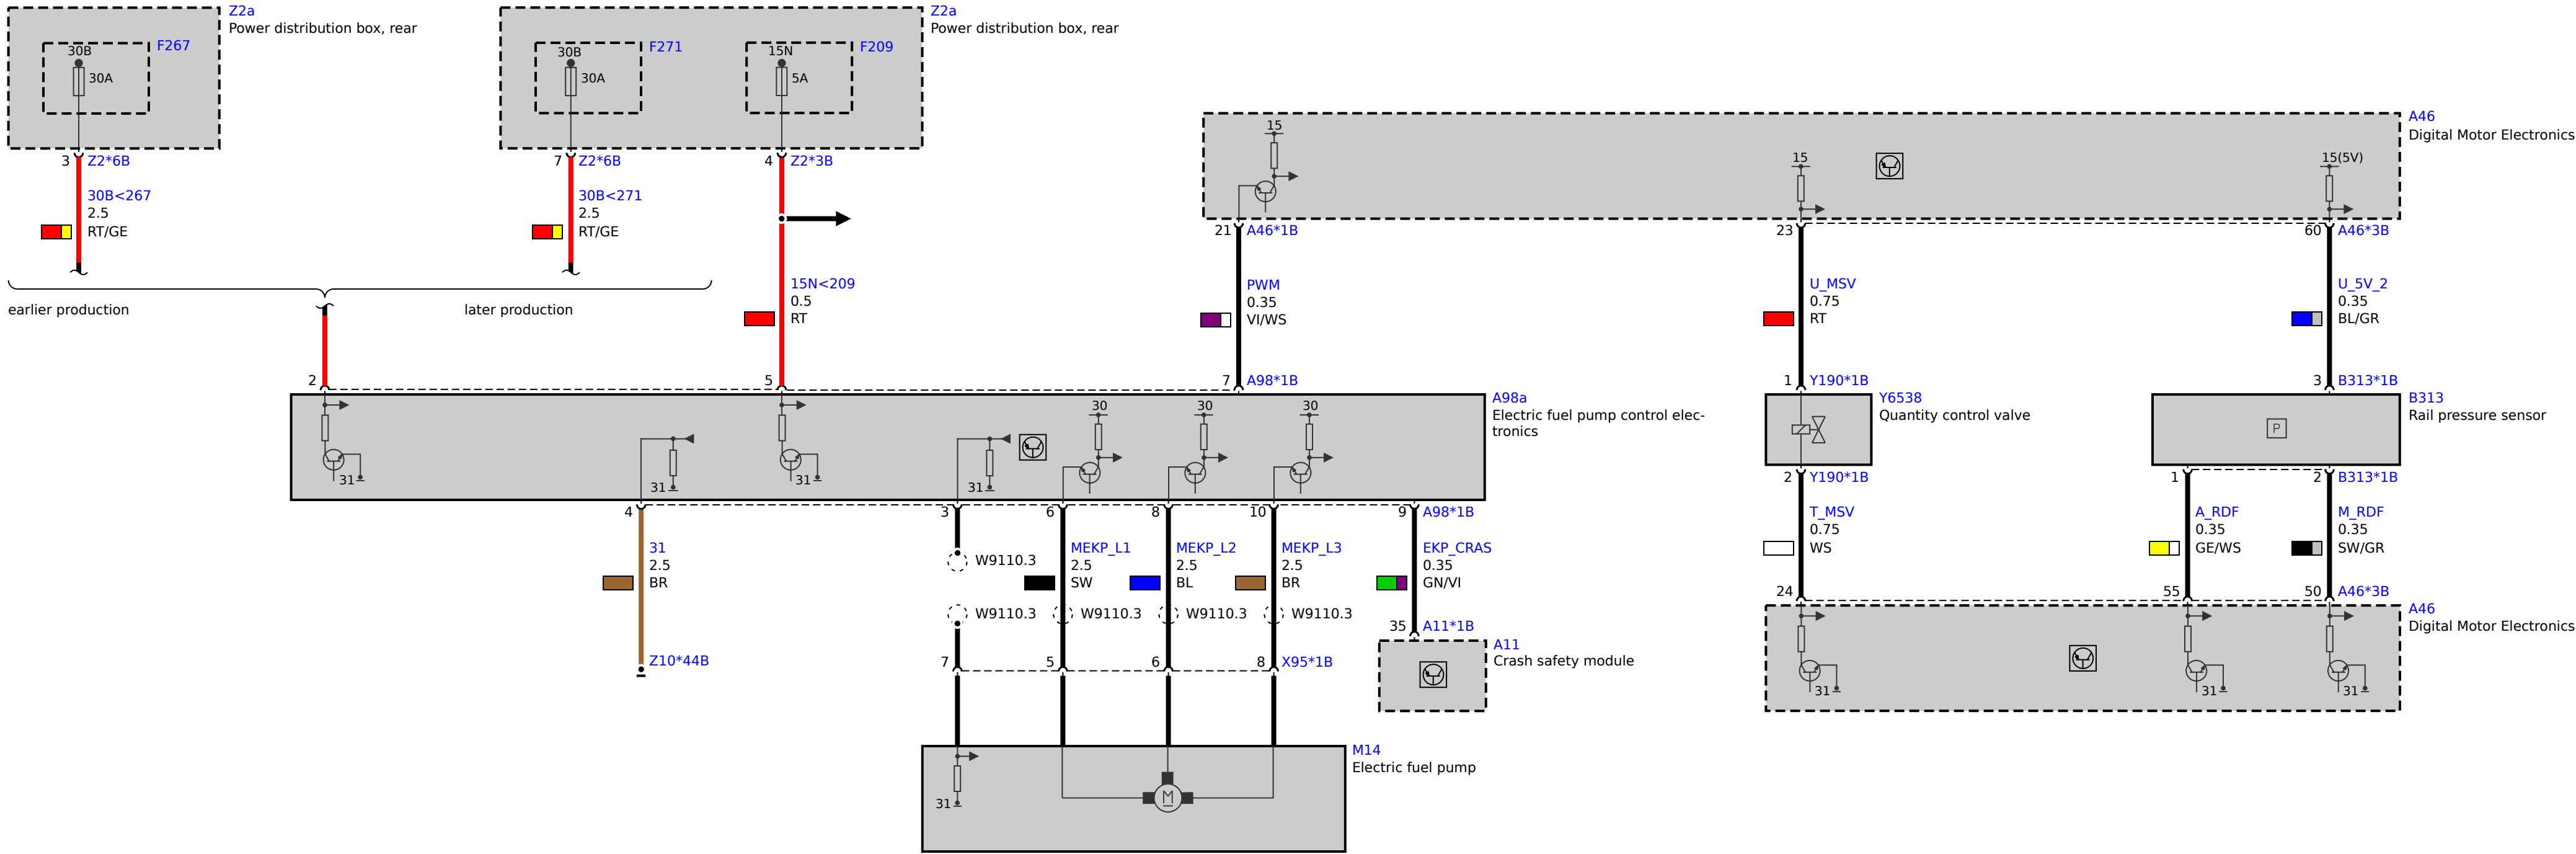 Z2a
Power distribution box, rear
30B
F267
30A
3
Z2*6B
30B<267
2.5
RT/GE
Z2a
Power distribution box, rear
30B
F271
30A
15N
F209
5A
7
Z2*6B
30B<271
2.5
RT/GE
4
Z2*3B
15N<209
0.5
RT
earlier production
later production
A46
Digital Motor Electronics
15
15
15(5V)
21
A46*1B
23
60
A46*3B
PWM
0.35
VI/WS
U_MSV
0.75
RT
U_5V_2
0.35
BL/GR
2
5
7
A98*1B
1
Y190*1B
3
B313*1B
A98a
Electric fuel pump control elec-
tronics
30
30
30
31
31
31
31
Y6538
Quantity control valve
B313
Rail pressure sensor
P
4
3
6
8
10
9
A98*1B
2
Y190*1B
1
2
B313*1B
31
2.5
BR
W9110.3
MEKP_L1
2.5
SW
MEKP_L2
2.5
BL
MEKP_L3
2.5
BR
EKP_CRAS
0.35
GN/VI
T_MSV
0.75
WS
A_RDF
0.35
GE/WS
M_RDF
0.35
SW/GR
W9110.3
W9110.3
W9110.3
W9110.3
24
55
50
A46*3B
35
A11*1B
A46
Digital Motor Electronics
31
31
31
Z10*44B
7
5
6
8
X95*1B
A11
Crash safety module
M14
Electric fuel pump
31
M